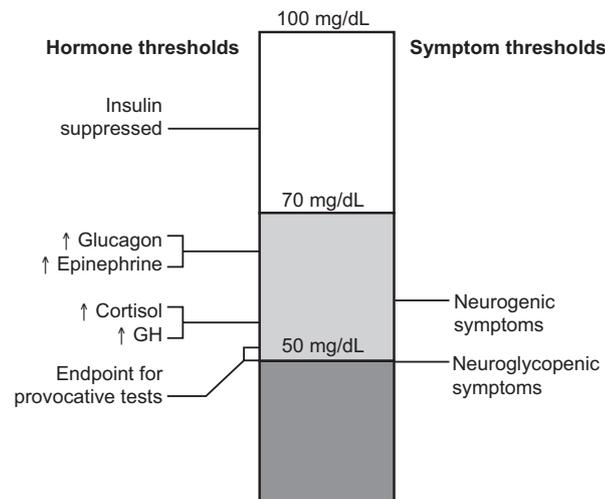 100 mg/dL
Hormone thresholds
Symptom thresholds
Insulin
suppressed
70 mg/dL
↑ Glucagon
↑ Epinephrine
↑ Cortisol
↑ GH
Neurogenic
symptoms
50 mg/dL
Endpoint for
provocative tests
Neuroglycopenic
symptoms